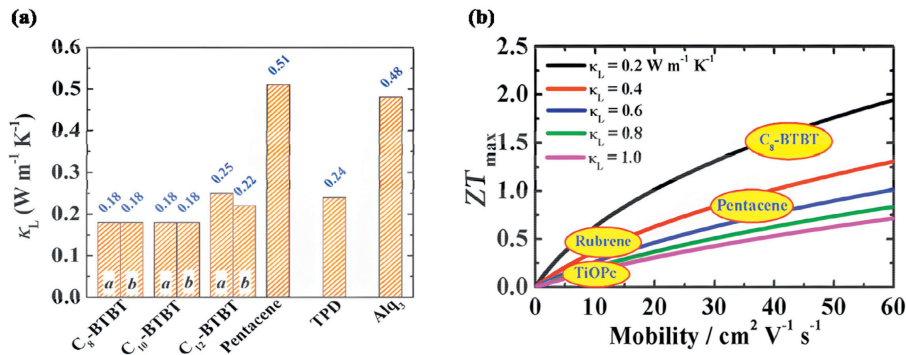 (a)
κL (W m-1 K-1)
0.6
0.5
0.4
0.3
0.2
0.1
0.0
0.18 0.18 0.18 0.18 0.25 0.22 0.51 0.24 0.48
a b a b a b
C8-BTBT C10-BTBT C12-BTBT Pentacene TPD Alq3
(b)
ZTmax
2.5
2.0
1.5
1.0
0.5
0.0
κL = 0.2 W m-1 K-1
κL = 0.4
κL = 0.6
κL = 0.8
κL = 1.0
C8-BTBT
Pentacene
Rubrene
TiOPc
0 10 20 30 40 50 60
Mobility / cm2 V-1 s-1